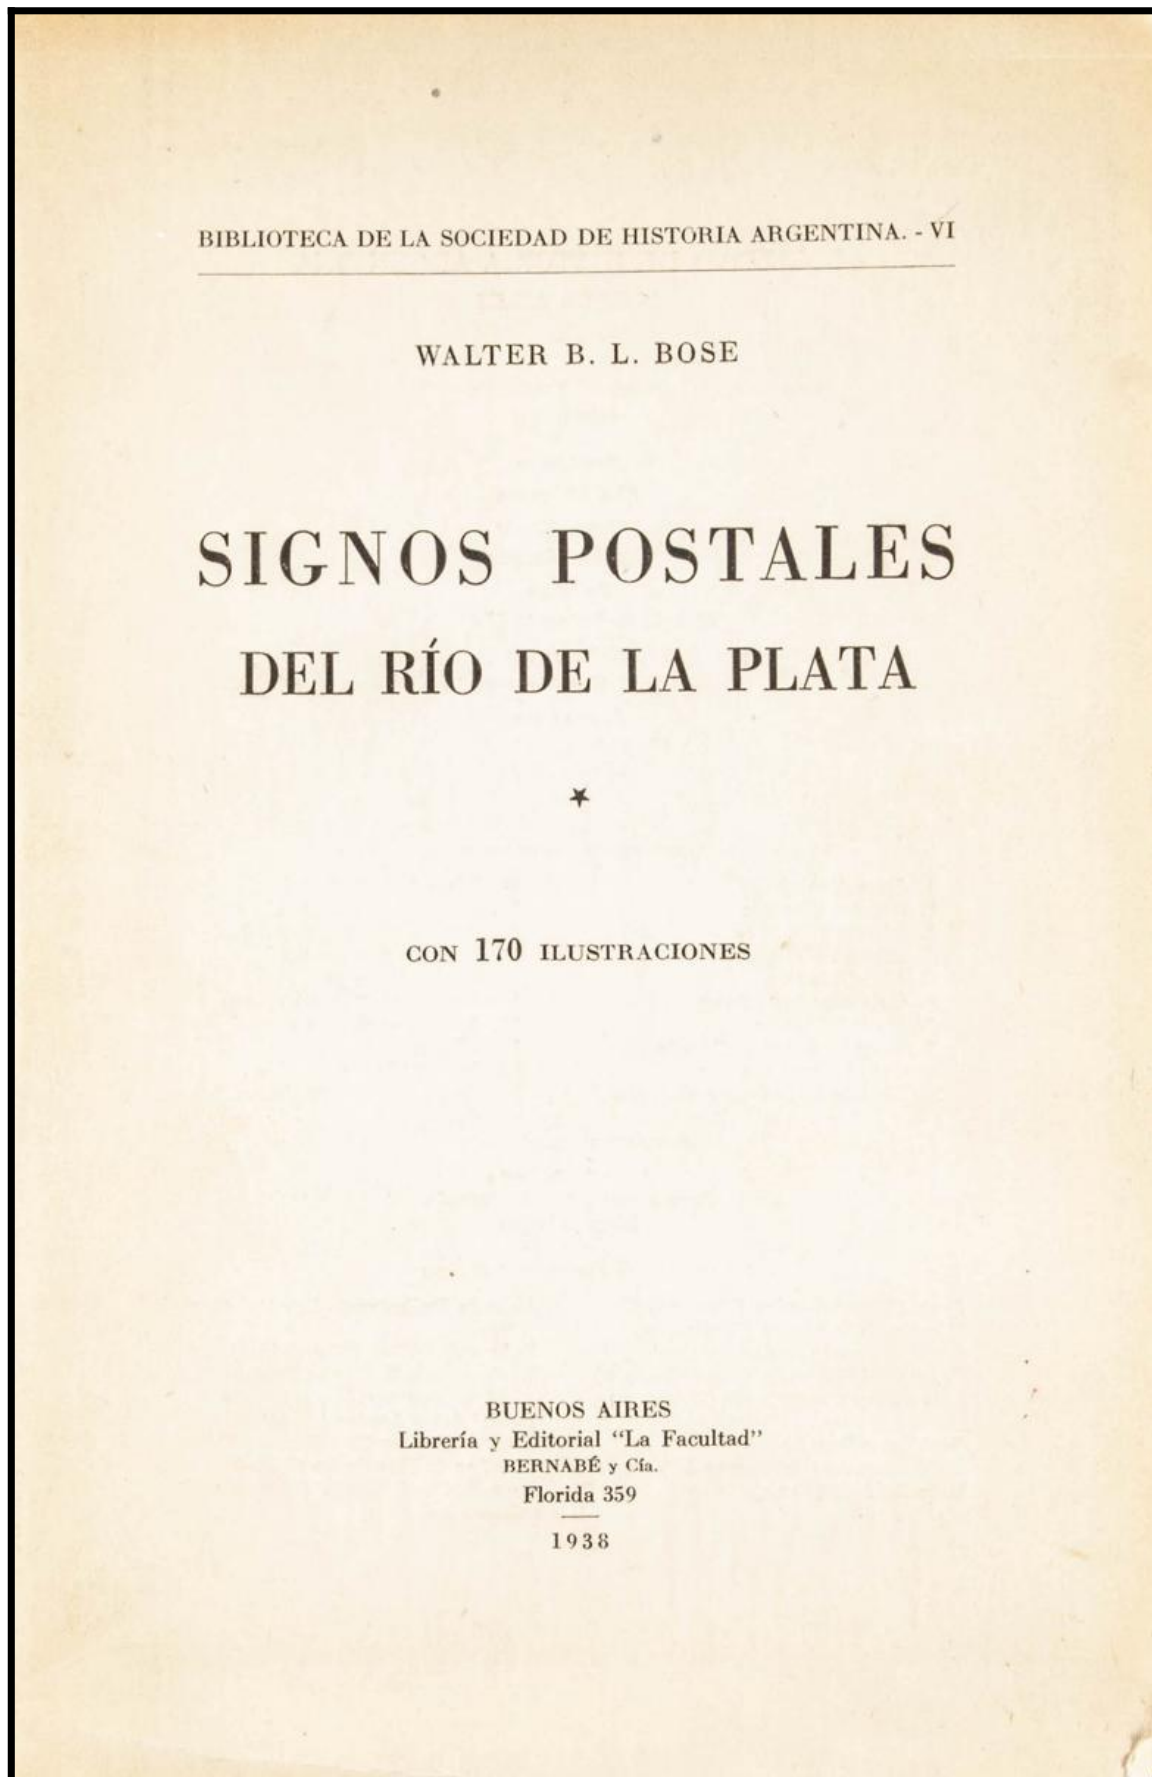 BIBLIOTECA DE LA SOCIEDAD DE HISTORIA ARGENTINA. - VI
WALTER B. L. BOSE
SIGNOS POSTALES
DEL RÍO DE LA PLATA
★
CON 170 ILUSTRACIONES
BUENOS AIRES
Librería y Editorial “La Facultad”
BERNABÉ y Cía.
Florida 359
1938